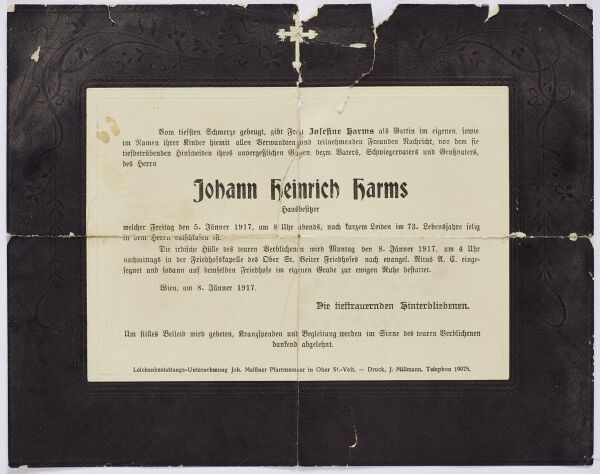 Vom tiefsten Schmerze gebeugt, gibt Frau Josefine Harms als Gattin im eigenen, sowie
im Namen ihrer Kinder hiemit allen Verwandten und teilnehmenden Freunden Nachricht, von dem sie
tiefbetrübenden Hinscheiden ihres unvergeßlichen Gatten, bezw. Vaters, Schwiegervaters und Großvaters,
des Herrn
Johann Heinrich Harms
Hausbesitzer
welcher Freitag den 5. Jänner 1917, um 8 Uhr abends, nach kurzem Leiden im 73. Lebensjahre selig
in dem Herrn entschlafen ist.
Die irdische Hülle des teuren Verblichenen wird Montag den 8. Jänner 1917, um 4 Uhr
nachmittags in der Friedhofskapelle des Ober St. Veiter Friedhofes nach evangel. Ritus A. C. einge-
segnet und sodann auf demselben Friedhofe im eigenen Grabe zur ewigen Ruhe bestattet.
Wien, am 8. Jänner 1917.
Die tieftrauernden Hinterbliebenen.
Um stilles Beileid wird gebeten, Kranzspenden und Begleitung werden im Sinne des teuren Verblichenen
dankend abgelehnt.
Leichenbestattungs-Unternehmung Joh. Meißner Pfarrmessner in Ober St.-Veit. — Druck, J. Millmann. Telephon 19075.